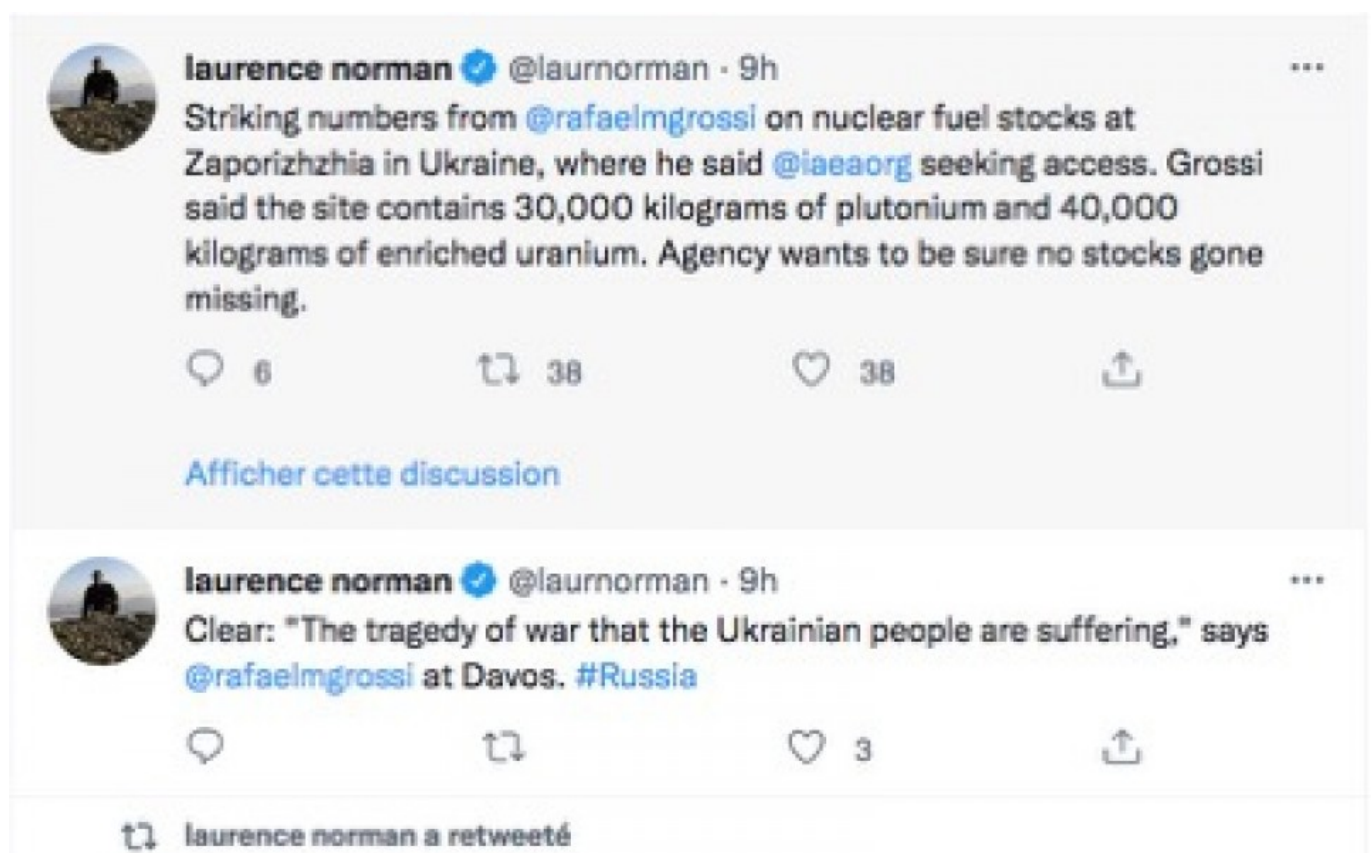 laurence norman @laurnorman · 9h
Striking numbers from @rafaelmgrossi on nuclear fuel stocks at
Zaporizhzhia in Ukraine, where he said @iaeaorg seeking access. Grossi
said the site contains 30,000 kilograms of plutonium and 40,000
kilograms of enriched uranium. Agency wants to be sure no stocks gone
missing.
6 38 38
Afficher cette discussion
laurence norman @laurnorman · 9h
Clear: "The tragedy of war that the Ukrainian people are suffering," says
@rafaelmgrossi at Davos. #Russia
3
laurence norman a retweeté